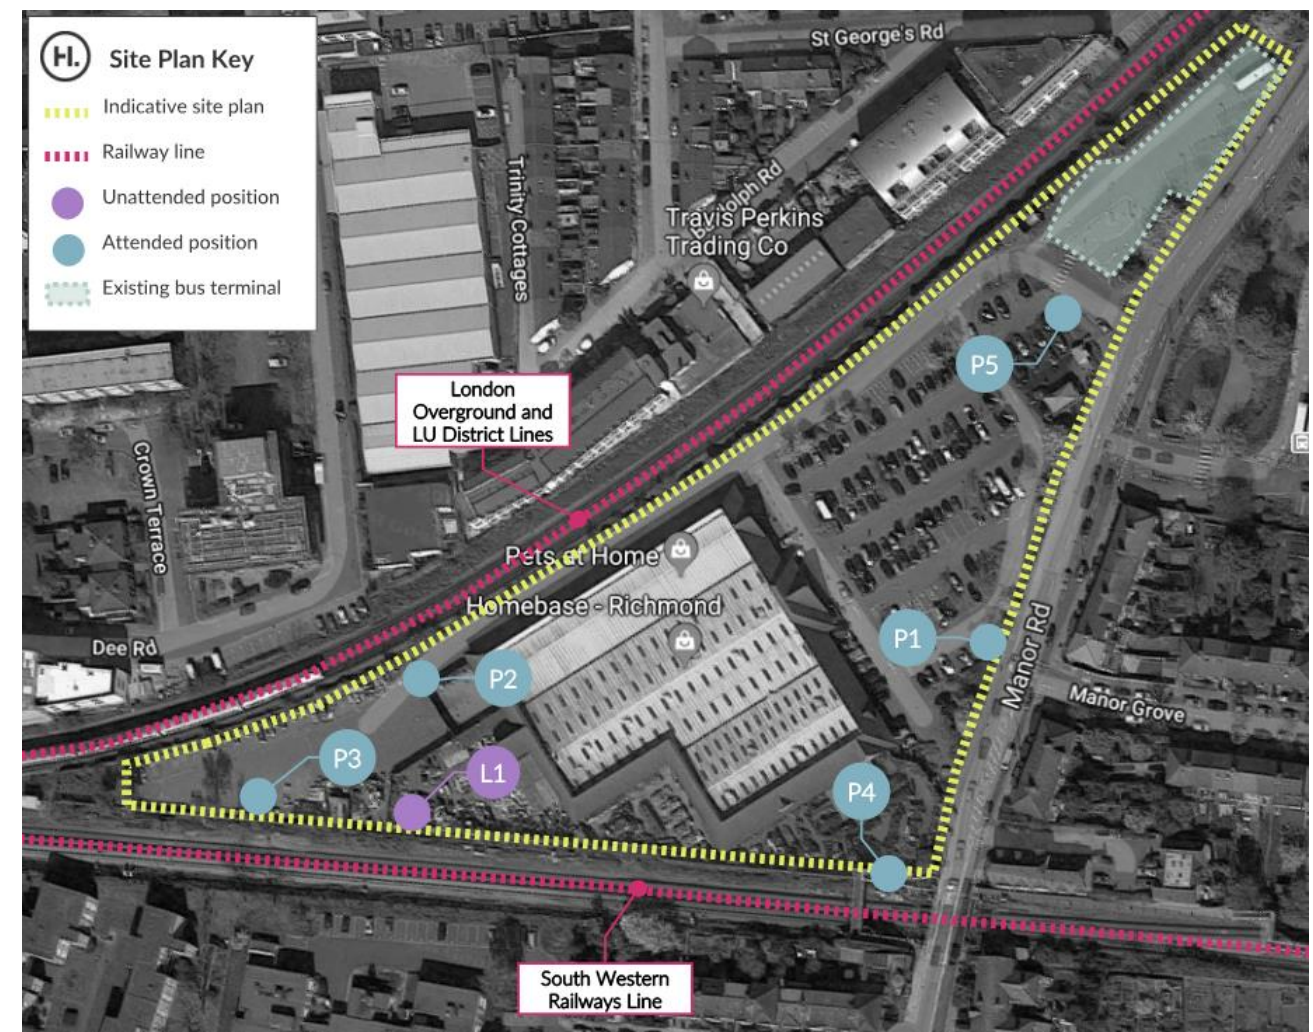 H. Site Plan Key
Indicative site plan
Railway line
Unattended position
Attended position
Existing bus terminal
St George's Rd
Trinity Cottages
Travis Perkins
Trading Co
London
Overground and
LU District Lines
P5
Crown Terrace
Pets at Home
Homebase - Richmond
Dee Rd
P1
Manor Rd
P2
Manor Grove
P3
L1
P4
South Western
Railways Line